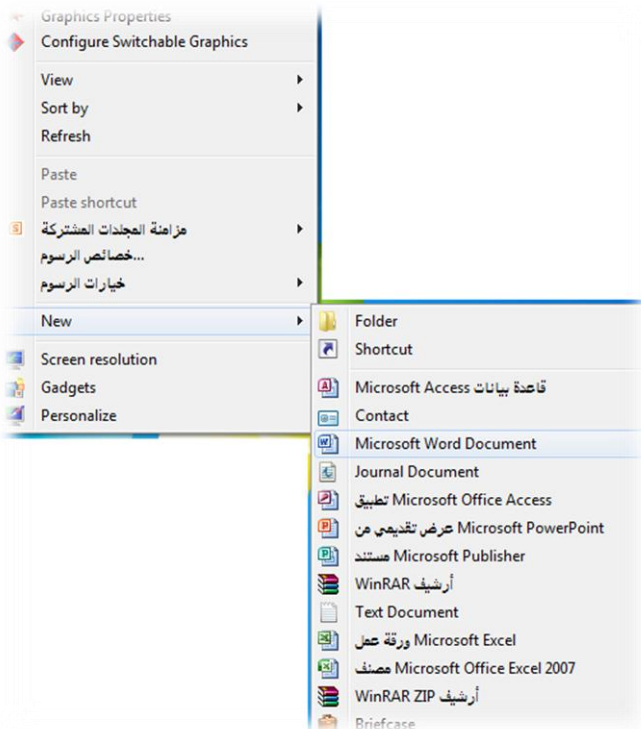 Graphics Properties
Configure Switchable Graphics
View
Sort by
Refresh
Paste
Paste shortcut
مزامنة المجلدات المشتركة
خصائص الرسوم...
خيارات الرسوم
New
Screen resolution
Gadgets
Personalize
Folder
Shortcut
قاعدة بيانات Microsoft Access
Contact
Microsoft Word Document
Journal Document
تطبيق Microsoft Office Access
عرض تقديمي من Microsoft PowerPoint
مستند Microsoft Publisher
أرشيف WinRAR
Text Document
ورقة عمل Microsoft Excel
مصنف Microsoft Office Excel 2007
أرشيف WinRAR ZIP
Briefcase